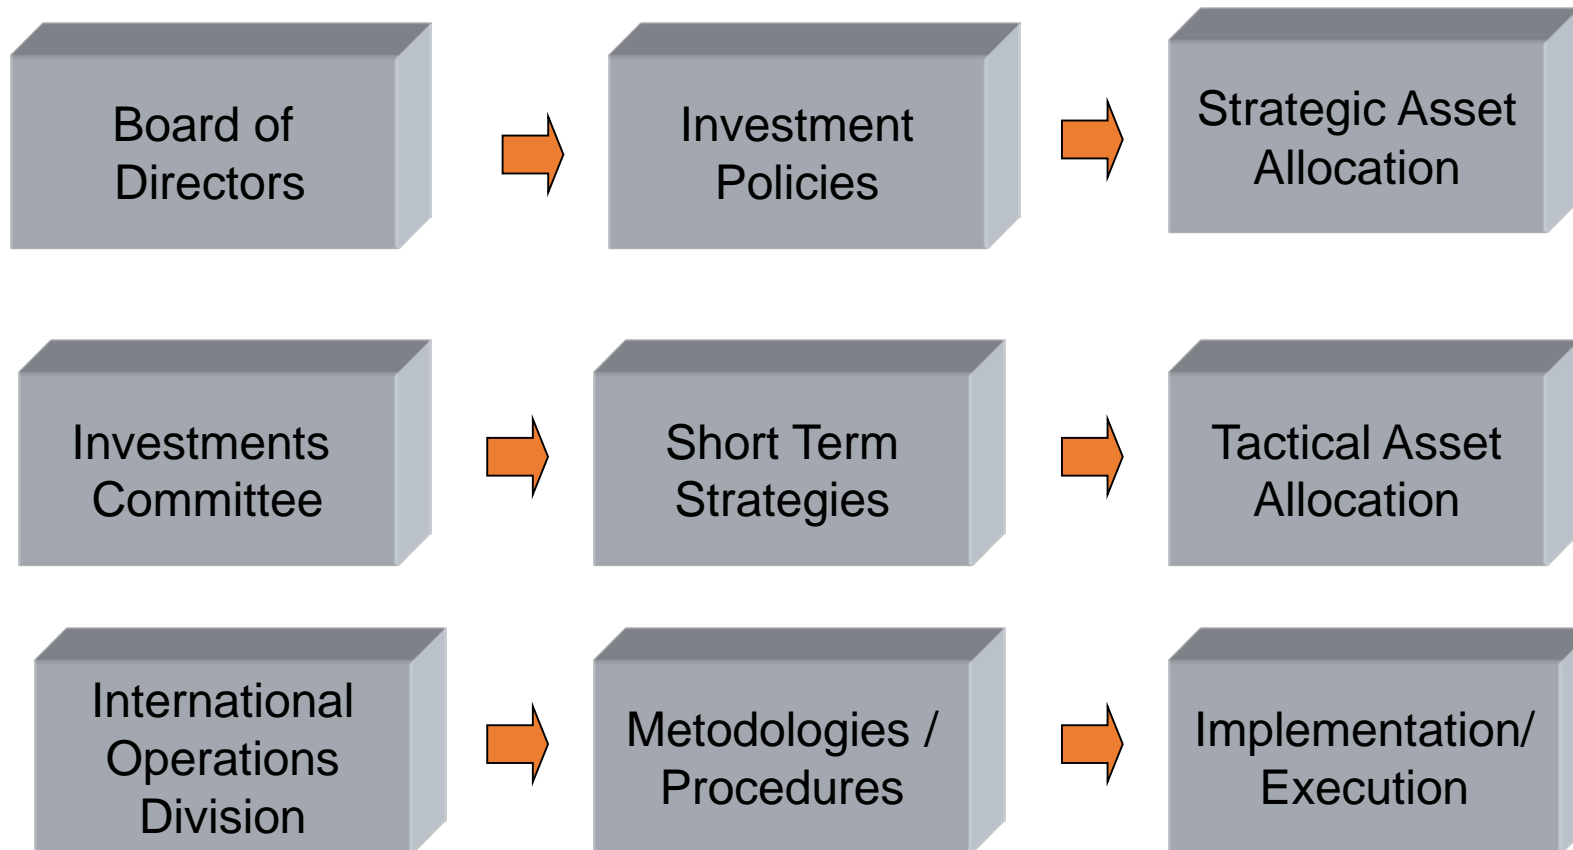 Board of
Directors
Investment
Policies
Strategic Asset
Allocation
Investments
Committee
Short Term
Strategies
Tactical Asset
Allocation
International
Operations
Division
Metodologies /
Procedures
Implementation/
Execution